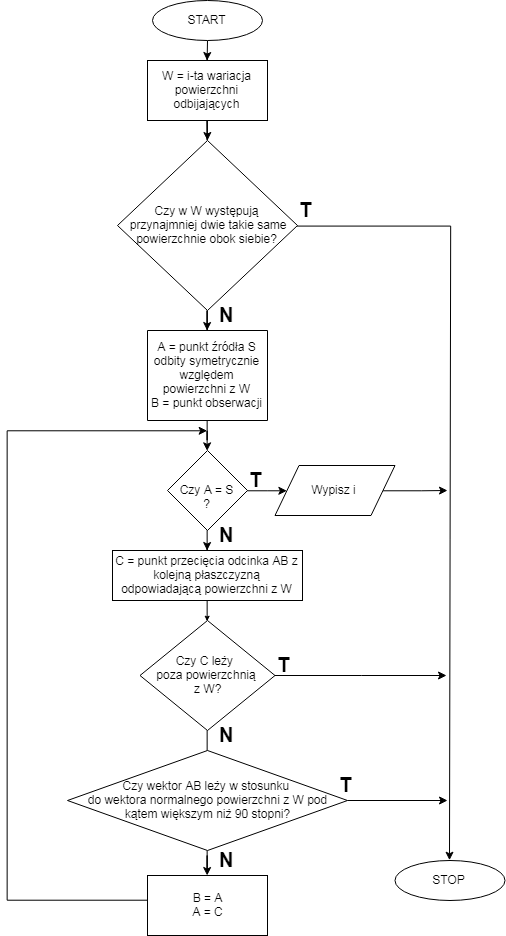 START
W = i-ta wariacja
powierzchni
odbijających
Czy w W występują
przynajmniej dwie takie same
powierzchnie obok siebie?
T
N
A = punkt źródła S
odbity symetrycznie
względem
powierzchni z W
B = punkt obserwacji
Czy A = S
?
T
Wypisz i
N
C = punkt przecięcia odcinka AB z
kolejną płaszczyzną
odpowiadającą powierzchni z W
Czy C leży
poza powierzchnią
z W?
T
N
Czy wektor AB leży w stosunku
do wektora normalnego powierzchni z W pod
kątem większym niż 90 stopni?
T
N
B = A
A = C
STOP